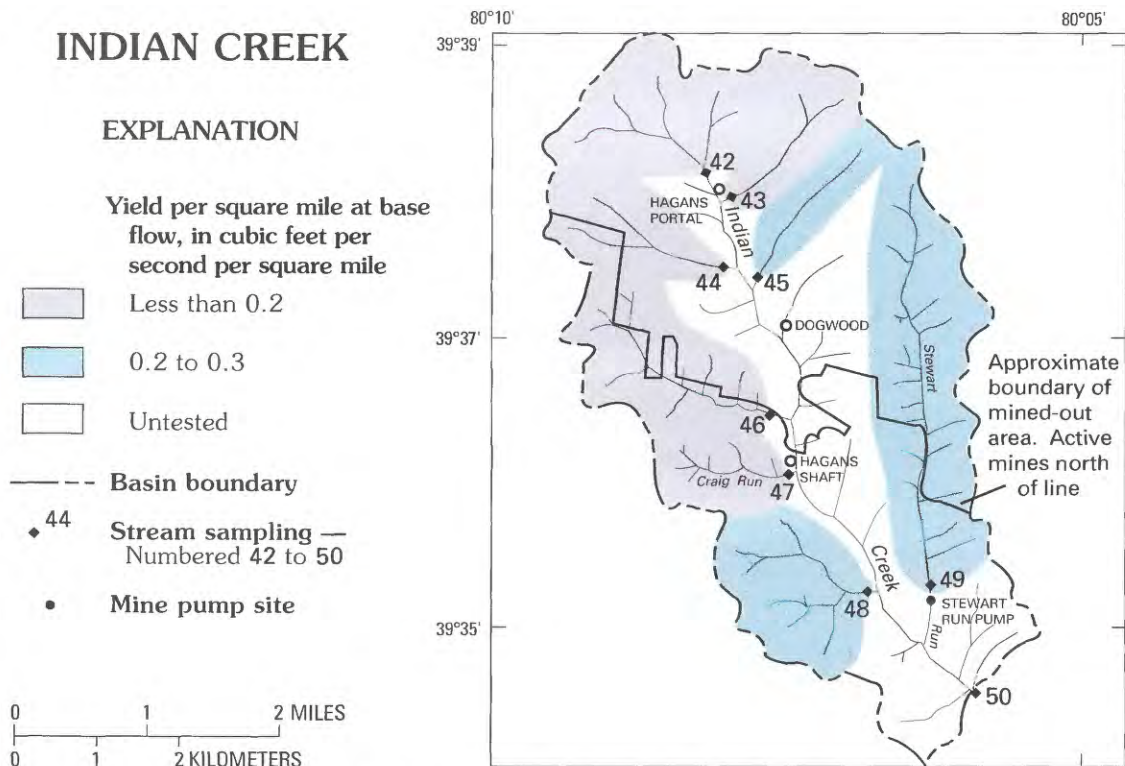 INDIAN CREEK
EXPLANATION
Yield per square mile at base
flow, in cubic feet per
second per square mile
Less than 0.2
0.2 to 0.3
Untested
Basin boundary
44
Stream sampling —
Numbered 42 to 50
Mine pump site
0 1 2 MILES
0 1 2 KILOMETERS
80°10'
80°05'
39°39'
39°37'
39°35'
42
HAGANS
PORTAL
43
Indian
44
45
DOGWOOD
Stewart
Approximate
boundary of
mined-out
area. Active
mines north
of line
46
HAGANS
SHAFT
Craig Run
47
Creek
48
49
STEWART
RUN PUMP
Run
50